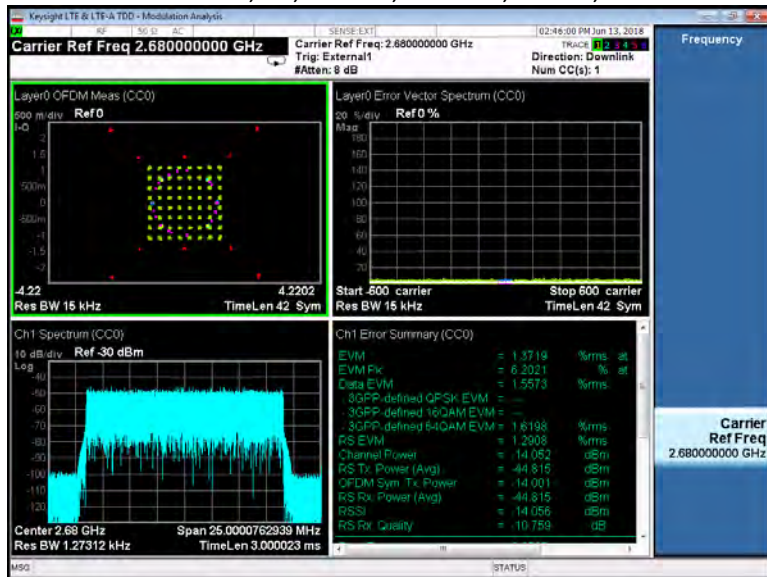 Keysight LTE & LTE-A TDD - Modulation Analysis
RF 50 Ω AC SENSE:EXT 02:46:00 PM Jun 13, 2018
Carrier Ref Freq 2.680000000 GHz
Carrier Ref Freq: 2.680000000 GHz
Trig: External1
#Atten: 8 dB
TRACE 1 2 3 4 5 6
Direction: Downlink
Num CC(s): 1
Frequency
Layer0 OFDM Meas (CC0)
500 m/div Ref 0
I-Q
2
1.5
1
500m
0
-500m
-1
-1.5
-2
-4.22 4.2202
Res BW 15 kHz TimeLen 42 Sym
Layer0 Error Vector Spectrum (CC0)
20 %/div Ref 0 %
Mag
180
160
140
120
100
80
60
40
20
Start -600 carrier Stop 600 carrier
Res BW 15 kHz TimeLen 42 Sym
Ch1 Spectrum (CC0)
10 dB/div Ref -30 dBm
Log
-40
-50
-60
-70
-80
-90
-100
-110
-120
Center 2.68 GHz Span 25.0000762939 MHz
Res BW 1.27312 kHz TimeLen 3.000023 ms
Ch1 Error Summary (CC0)
EVM = 1.3719 %rms at
EVM Pk = 6.2021 % at
Data EVM = 1.5573 %rms
- 3GPP-defined QPSK EVM = ---
- 3GPP-defined 16QAM EVM = ---
- 3GPP-defined 64QAM EVM = 1.6198 %rms
RS EVM = 1.2908 %rms
Channel Power = -14.052 dBm
RS Tx. Power (Avg) = -44.815 dBm
OFDM Sym. Tx. Power = -14.001 dBm
RS Rx. Power (Avg) = -44.815 dBm
RSSI = -14.056 dBm
RS Rx. Quality = -10.759 dB
Carrier
Ref Freq
2.680000000 GHz
MSG STATUS